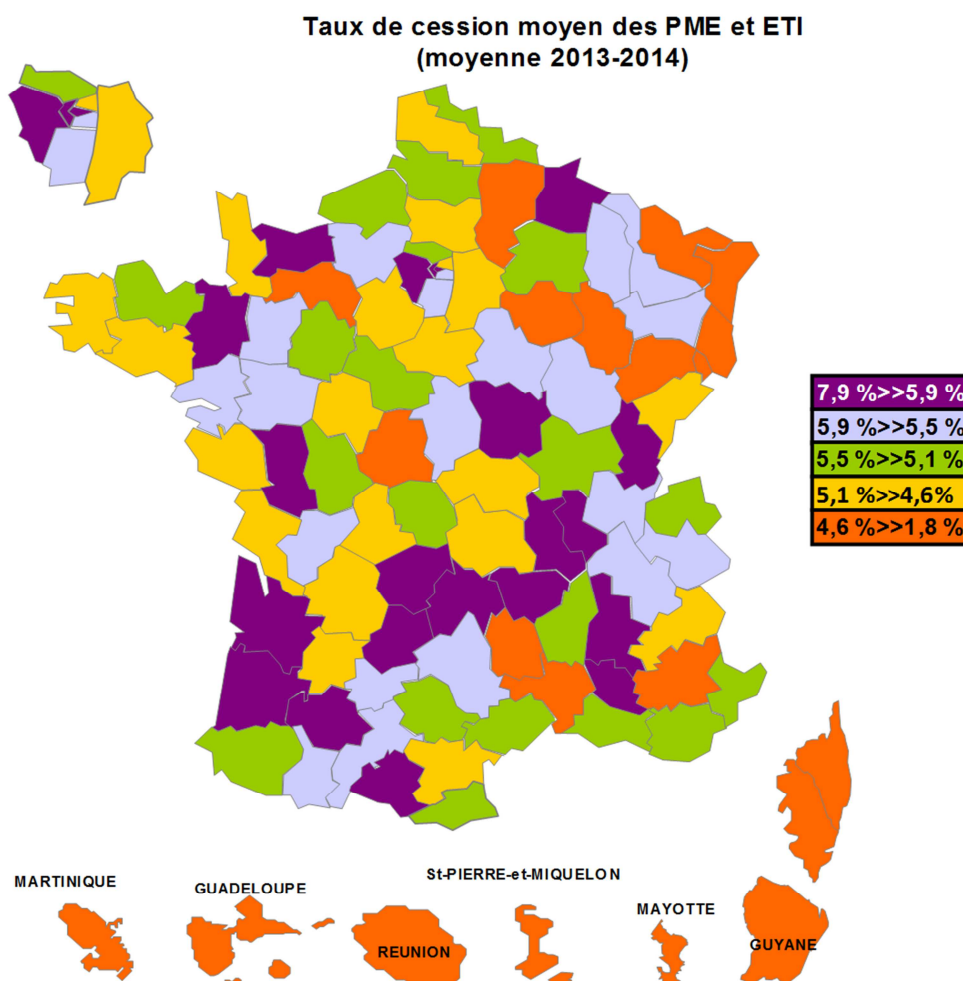 Taux de cession moyen des PME et ETI
(moyenne 2013-2014)
7,9 %>>5,9 %
5,9 %>>5,5 %
5,5 %>>5,1 %
5,1 %>>4,6%
4,6 %>>1,8 %
MARTINIQUE
GUADELOUPE
St-PIERRE-et-MIQUELON
MAYOTTE
REUNION
GUYANE